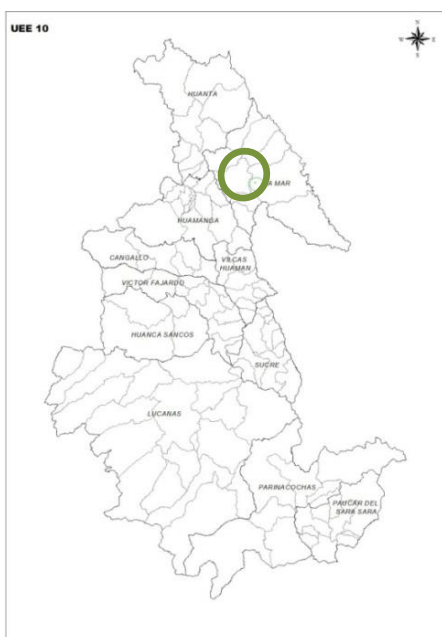 UEE 10
N
W E
S
HUANTA
A MAR
HUAMANGA
CANGALLO
VILCAS
HUAMAN
VICTOR FAJARDO
HUANCA SANCOS
SUCRE
LUCANAS
PARINACOCHAS
PAUCAR DEL
SARA SARA